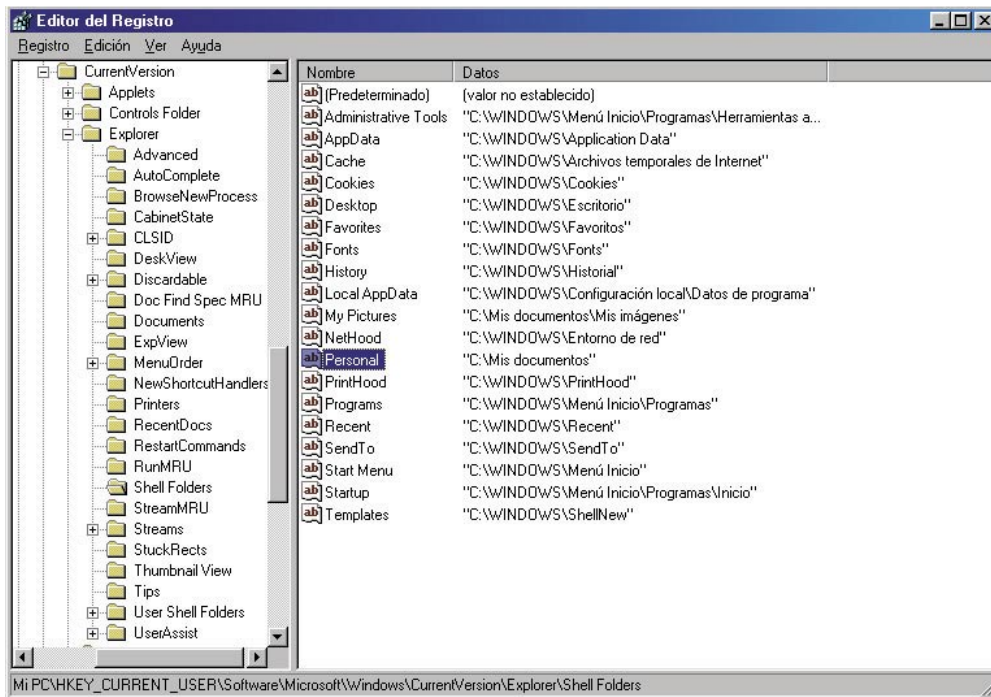 Editor del Registro
Registro Edición Ver Ayuda
CurrentVersion
Applets
Controls Folder
Explorer
Advanced
AutoComplete
BrowseNewProcess
CabinetState
CLSID
DeskView
Discardable
Doc Find Spec MRU
Documents
ExpView
MenuOrder
NewShortcutHandlers
Printers
RecentDocs
RestartCommands
RunMRU
Shell Folders
StreamMRU
Streams
StuckRects
Thumbnail View
Tips
User Shell Folders
UserAssist
Nombre Datos
(Predeterminado) (valor no establecido)
Administrative Tools "C:\WINDOWS\Menú Inicio\Programas\Herramientas a...
AppData "C:\WINDOWS\Application Data"
Cache "C:\WINDOWS\Archivos temporales de Internet"
Cookies "C:\WINDOWS\Cookies"
Desktop "C:\WINDOWS\Escritorio"
Favorites "C:\WINDOWS\Favoritos"
Fonts "C:\WINDOWS\Fonts"
History "C:\WINDOWS\Historial"
Local AppData "C:\WINDOWS\Configuración local\Datos de programa"
My Pictures "C:\Mis documentos\Mis imágenes"
NetHood "C:\WINDOWS\Entorno de red"
Personal "C:\Mis documentos"
PrintHood "C:\WINDOWS\PrintHood"
Programs "C:\WINDOWS\Menú Inicio\Programas"
Recent "C:\WINDOWS\Recent"
SendTo "C:\WINDOWS\SendTo"
Start Menu "C:\WINDOWS\Menú Inicio"
Startup "C:\WINDOWS\Menú Inicio\Programas\Inicio"
Templates "C:\WINDOWS\ShellNew"
Mi PC\HKEY_CURRENT_USER\Software\Microsoft\Windows\CurrentVersion\Explorer\Shell Folders